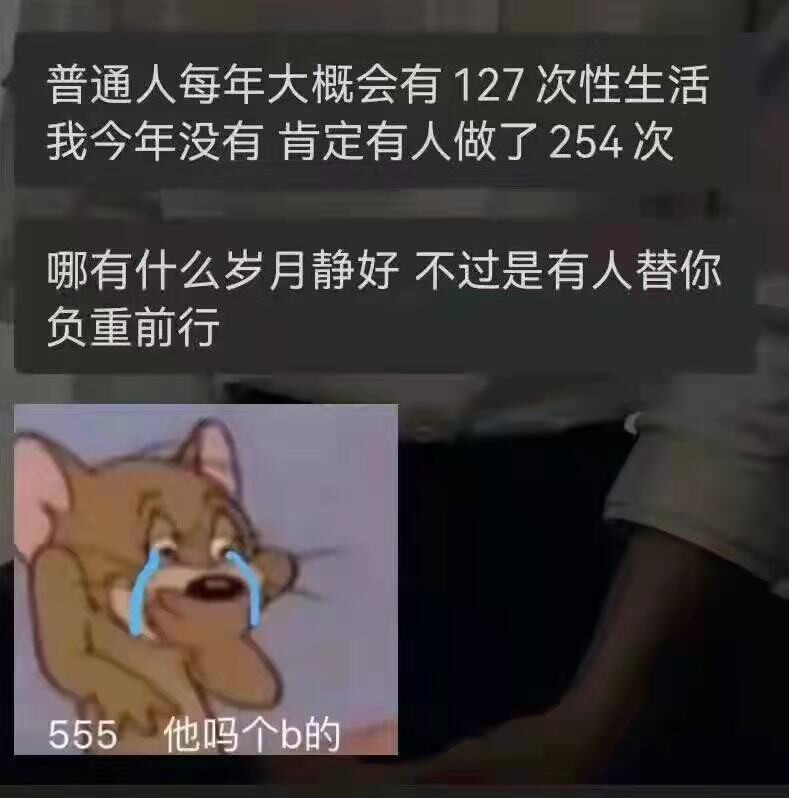 普通人每年大概会有 127 次性生活
我今年没有 肯定有人做了 254 次
哪有什么岁月静好 不过是有人替你
负重前行
555 他吗个b的